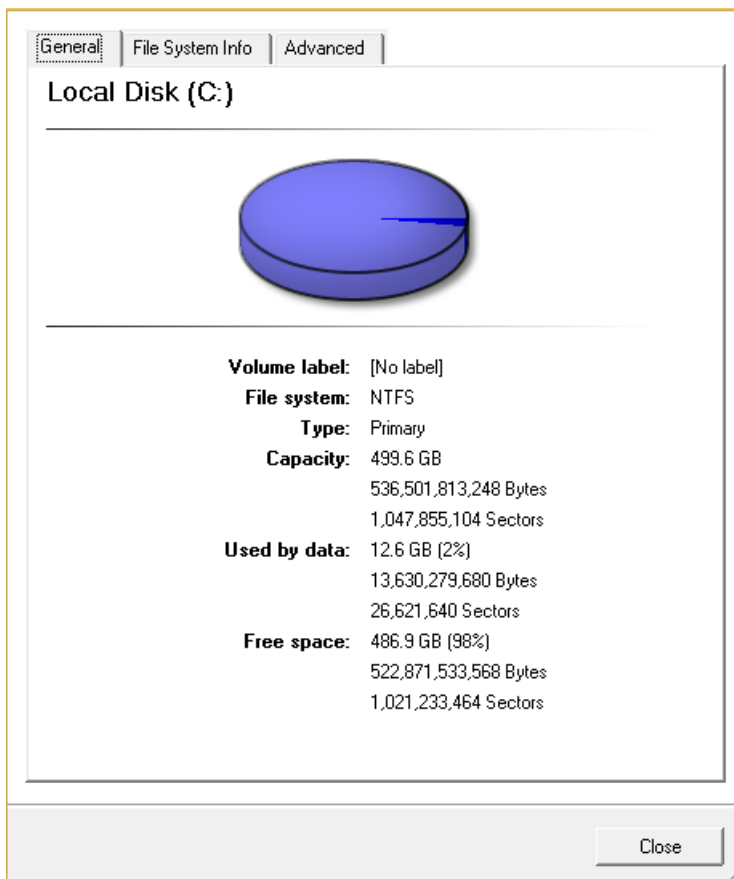 General File System Info Advanced
Local Disk (C:)
Volume label: [No label]
File system: NTFS
Type: Primary
Capacity: 499.6 GB
536,501,813,248 Bytes
1,047,855,104 Sectors
Used by data: 12.6 GB (2%)
13,630,279,680 Bytes
26,621,640 Sectors
Free space: 486.9 GB (98%)
522,871,533,568 Bytes
1,021,233,464 Sectors
Close